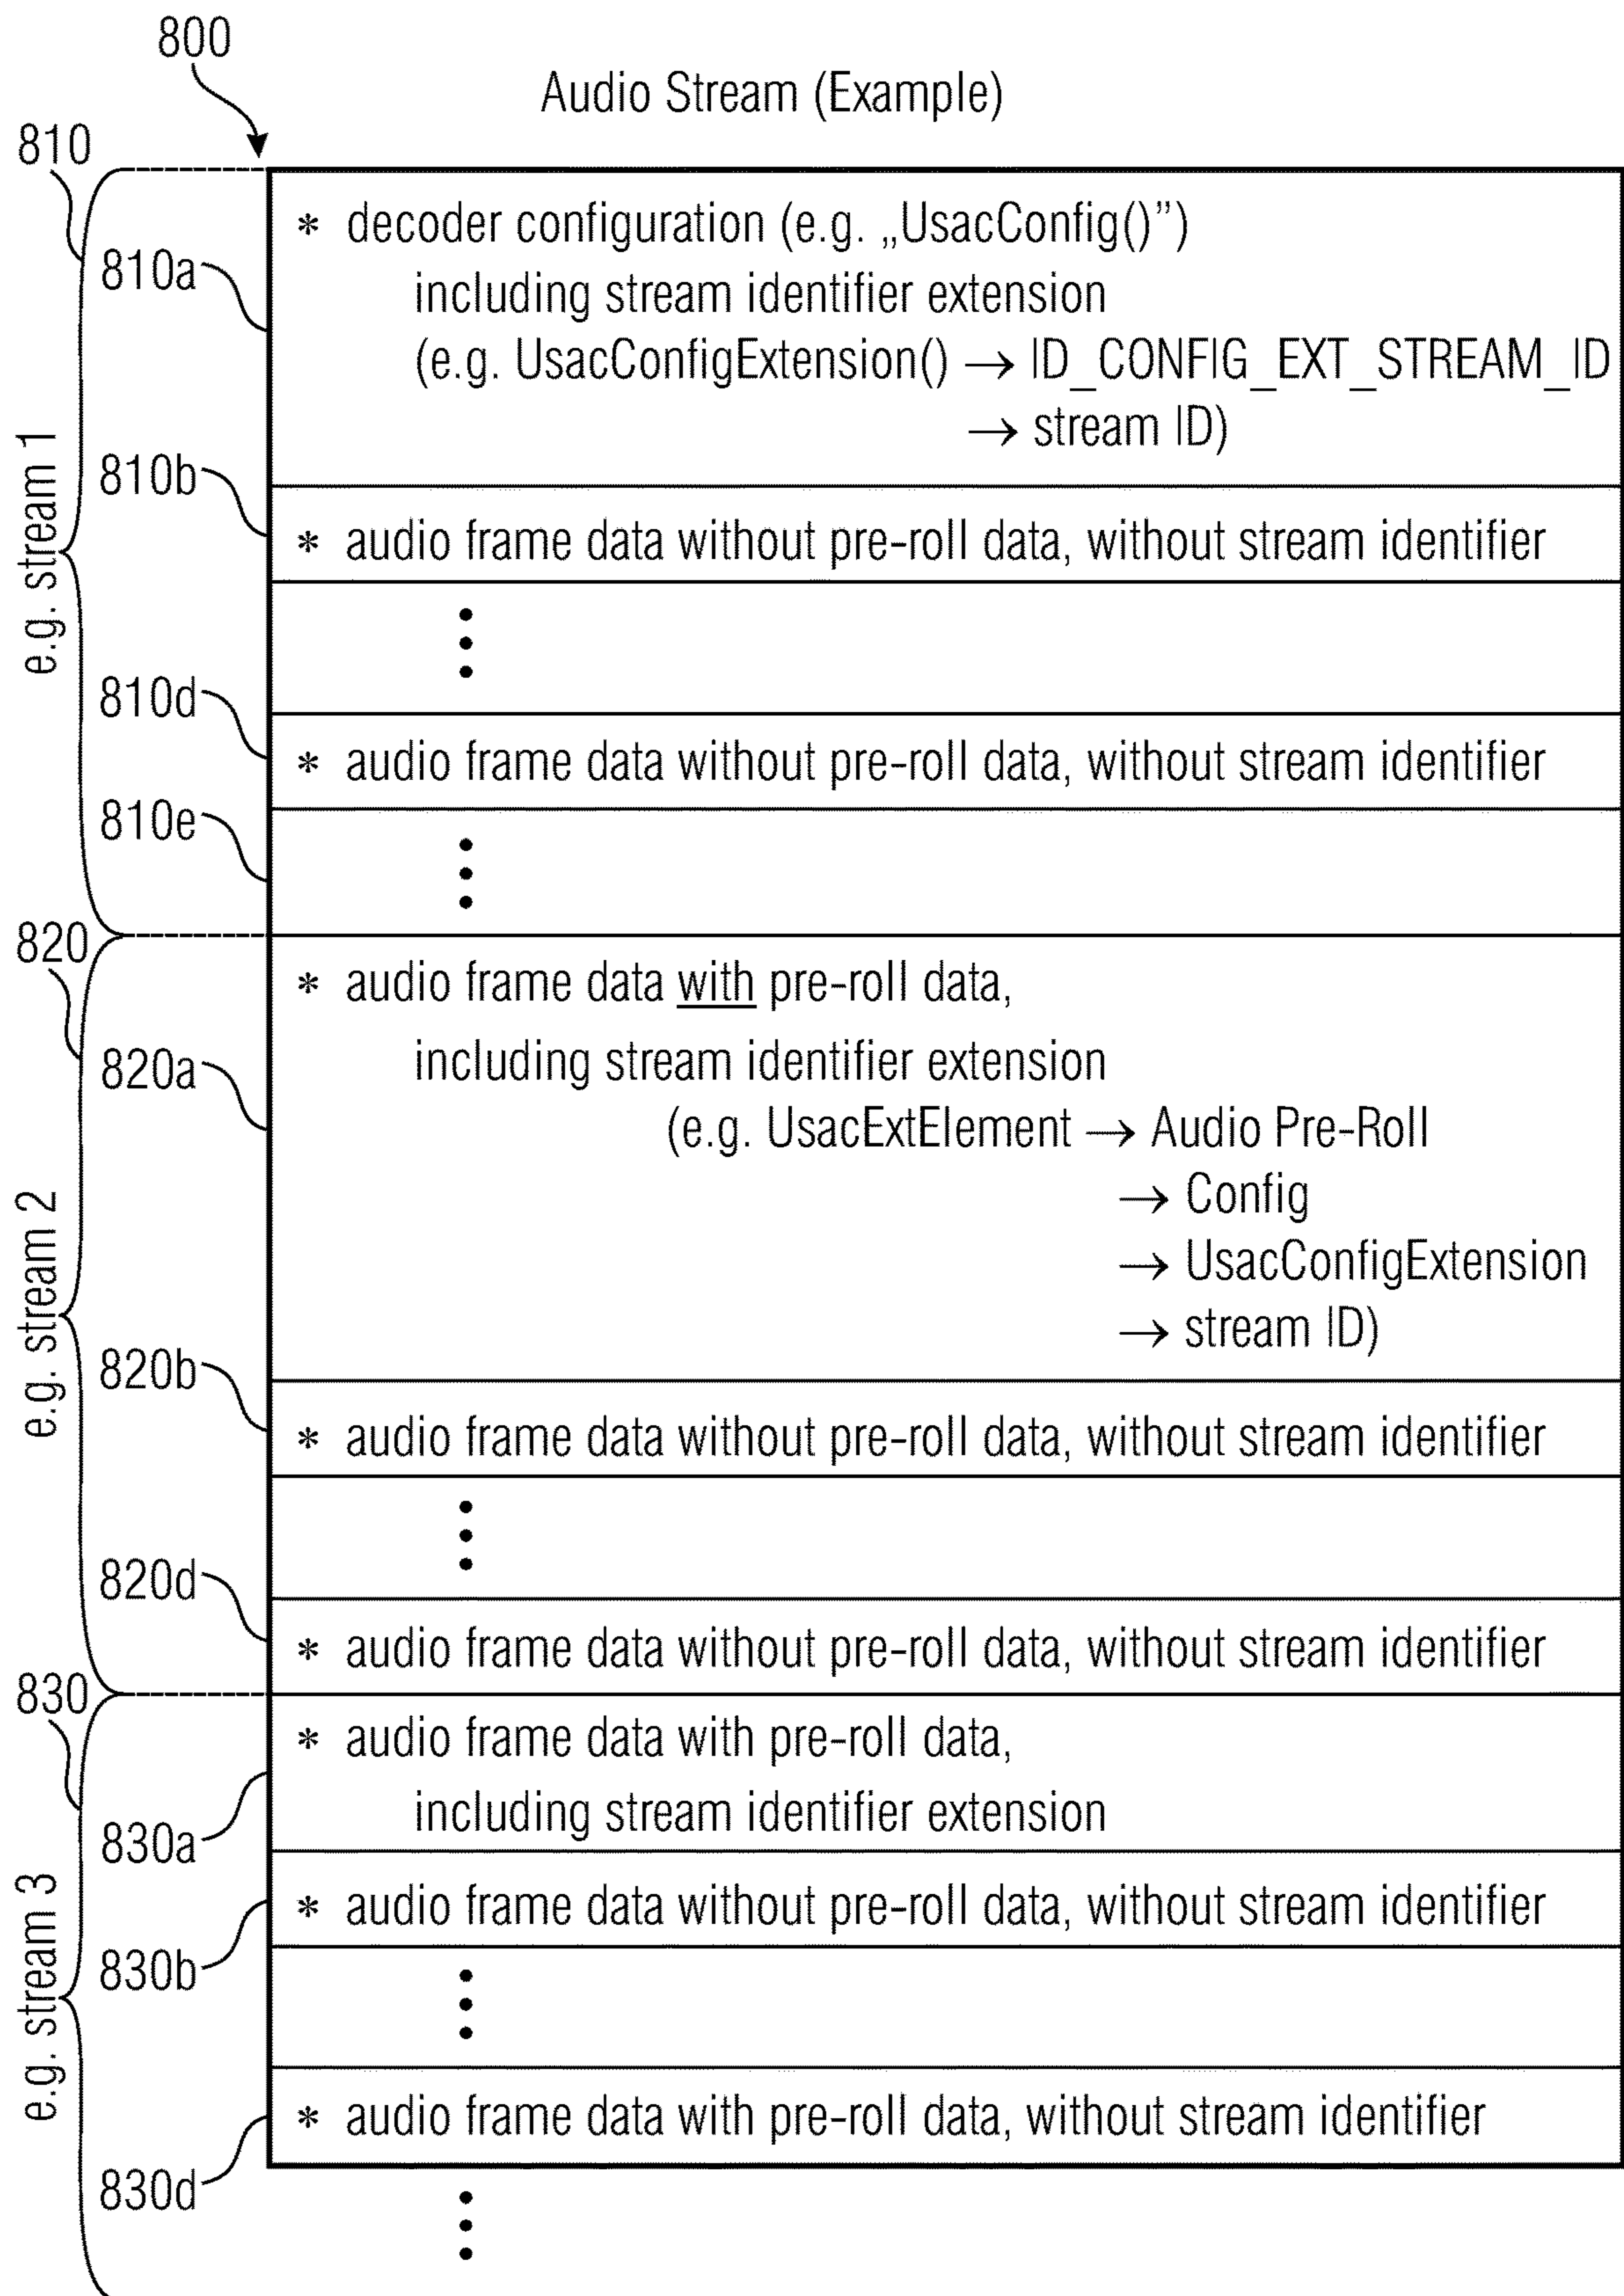 800
Audio Stream (Example)
810
810a
* decoder configuration (e.g. „UsacConfig()”)
including stream identifier extension
(e.g. UsacConfigExtension() → ID_CONFIG_EXT_STREAM_ID
→ stream ID)
e.g. stream 1
810b
* audio frame data without pre-roll data, without stream identifier
810d
* audio frame data without pre-roll data, without stream identifier
810e
820
820a
* audio frame data with pre-roll data,
including stream identifier extension
(e.g. UsacExtElement → Audio Pre-Roll
→ Config
→ UsacConfigExtension
→ stream ID)
e.g. stream 2
820b
* audio frame data without pre-roll data, without stream identifier
820d
* audio frame data without pre-roll data, without stream identifier
830
830a
* audio frame data with pre-roll data,
including stream identifier extension
e.g. stream 3
830b
* audio frame data without pre-roll data, without stream identifier
830d
* audio frame data with pre-roll data, without stream identifier